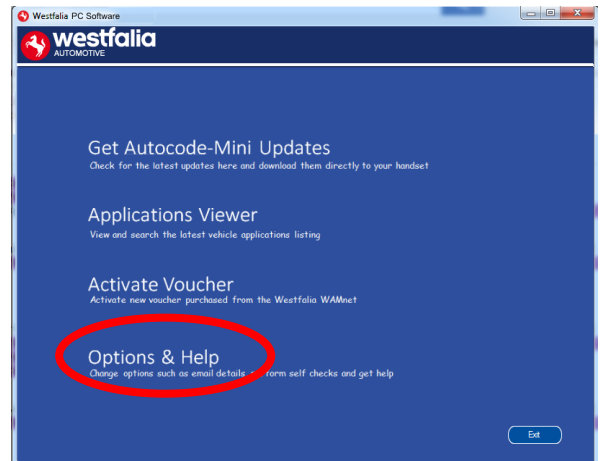 Westfalia PC Software
westfalia
AUTOMOTIVE
Get Autocode-Mini Updates
Check for the latest updates here and download them directly to your handset
Applications Viewer
View and search the latest vehicle applications listing
Activate Voucher
Activate new voucher purchased from the Westfalia WAMnet
Options & Help
Change options such as email details form self checks and get help
Exit